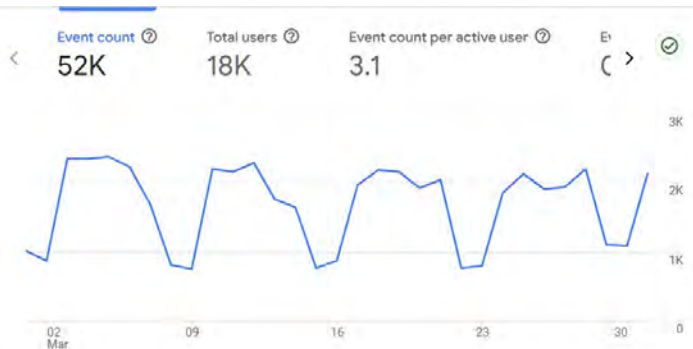 Event count
Total users
Event count per active user
52K
18K
3.1
3K
2K
1K
0
02
Mar
09
16
23
30